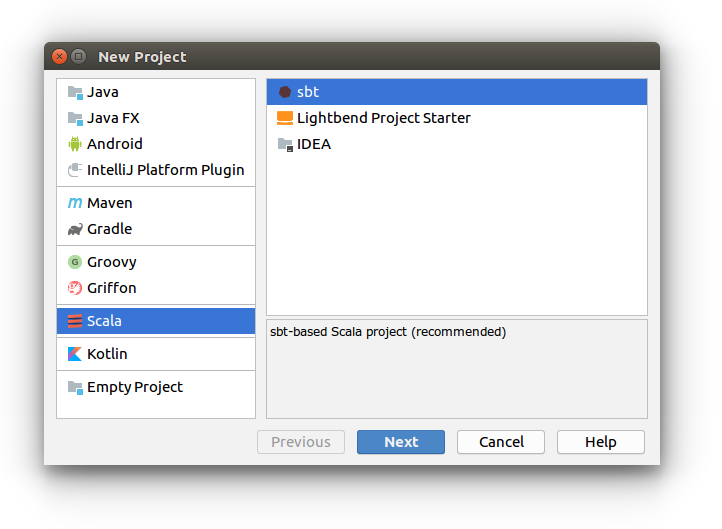 New Project
Java
Java FX
Android
IntelliJ Platform Plugin
Maven
Gradle
G
Groovy
Griffon
Scala
Kotlin
Empty Project
sbt
Lightbend Project Starter
IDEA
sbt-based Scala project (recommended)
Previous
Next
Cancel
Help